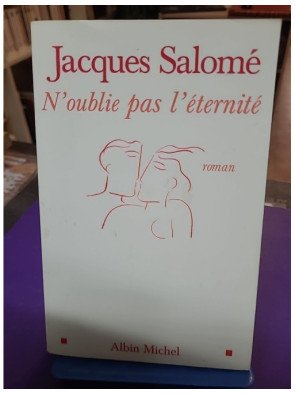 Jacques Salomé
N'oublie pas l'éternité
roman
Albin Michel